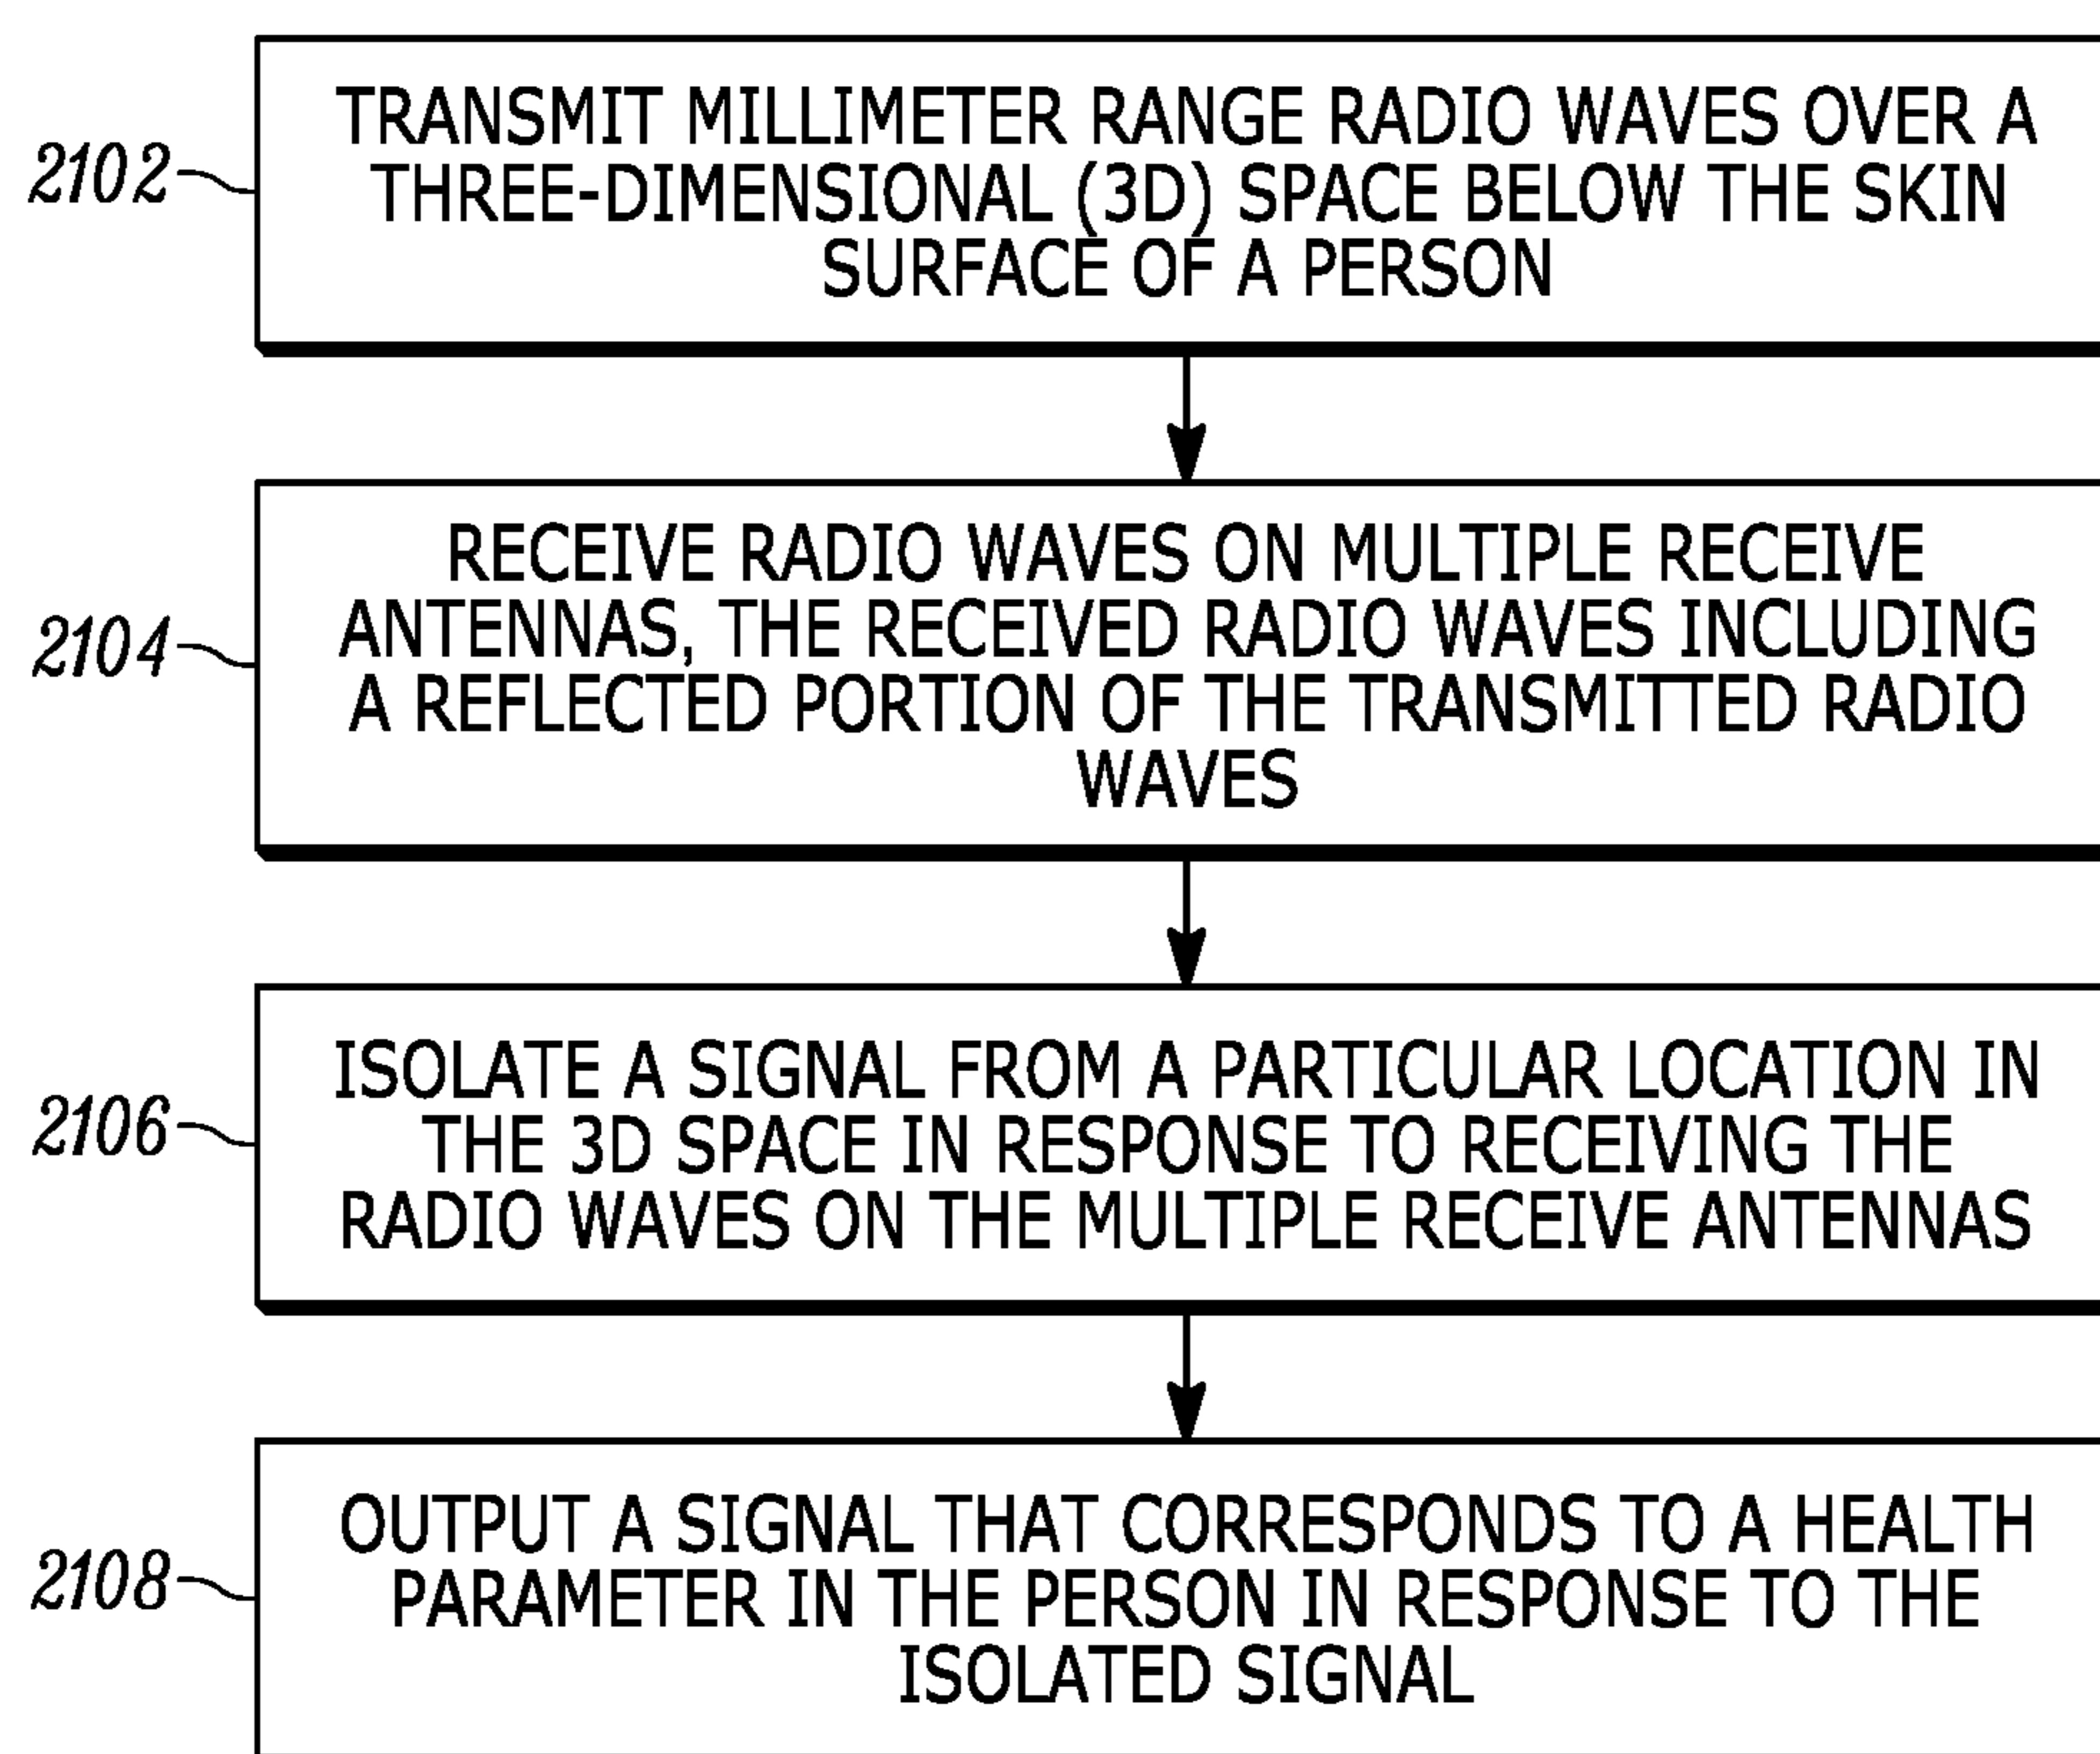 TRANSMIT MILLIMETER RANGE RADIO WAVES OVER A
2102
THREE-DIMENSIONAL (3D) SPACE BELOW THE SKIN
SURFACE OF A PERSON
RECEIVE RADIO WAVES ON MULTIPLE RECEIVE
ANTENNAS, THE RECEIVED RADIO WAVES INCLUDING
2104
A REFLECTED PORTION OF THE TRANSMITTED RADIO
WAVES
ISOLATE A SIGNAL FROM A PARTICULAR LOCATION IN
2106
THE 3D SPACE IN RESPONSE TO RECEIVING THE
RADIO WAVES ON THE MULTIPLE RECEIVE ANTENNAS
OUTPUT A SIGNAL THAT CORRESPONDS TO A HEALTH
2108
PARAMETER IN THE PERSON IN RESPONSE TO THE
ISOLATED SIGNAL